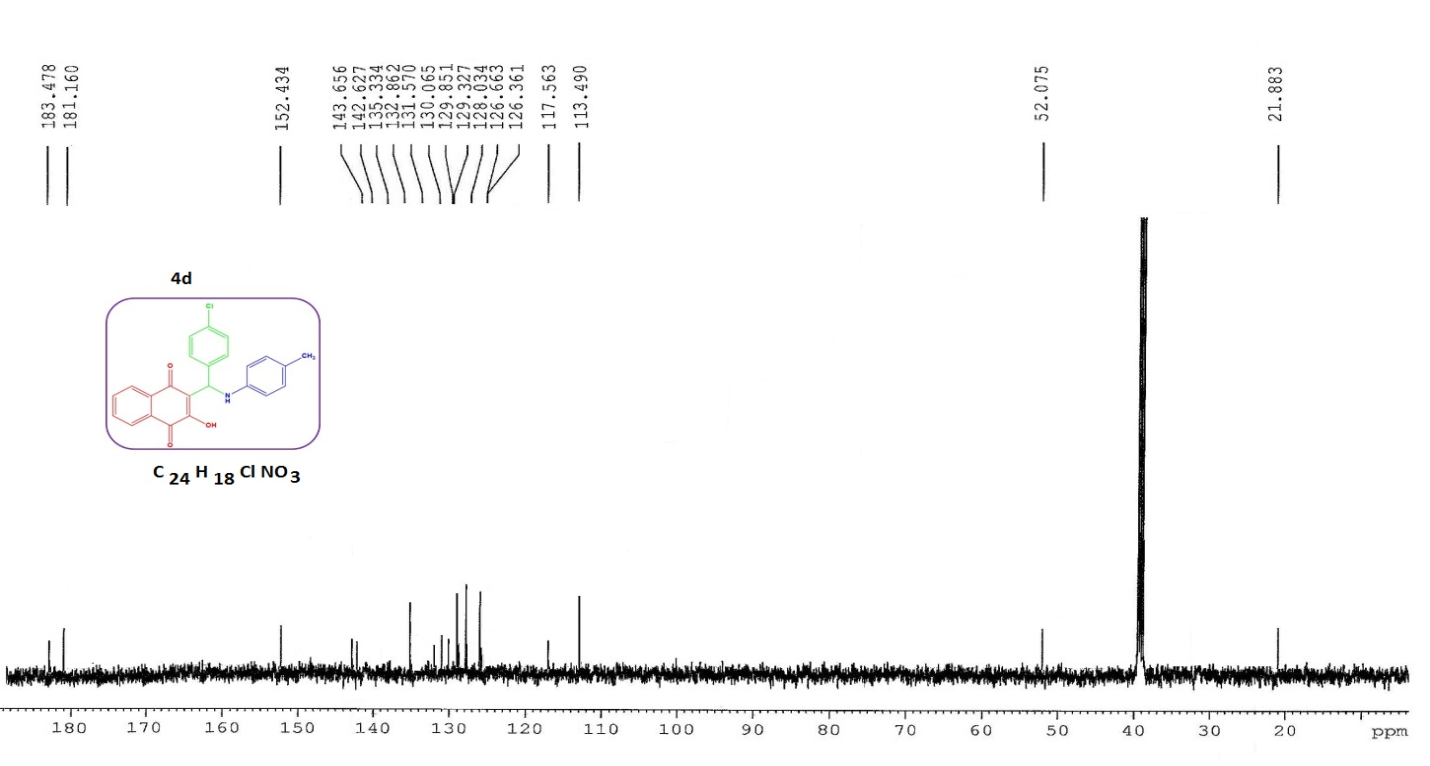 183.478
181.160
152.434
143.656
142.627
135.334
132.862
131.570
130.065
129.851
129.327
128.034
126.663
126.361
117.563
113.490
52.075
21.883
4d
Cl
CH3
O
N
H
OH
O
C 24 H 18 Cl NO 3
180 170 160 150 140 130 120 110 100 90 80 70 60 50 40 30 20 ppm